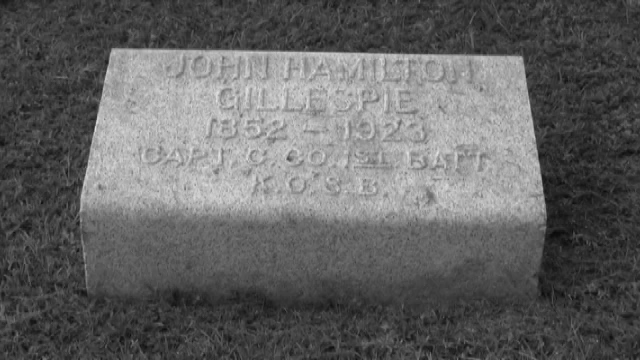 JOHN HAMILTON
GILLESPIE
1852 – 1923
CAPT. C. CO. 1ST. BATT.
K.O.S.B.